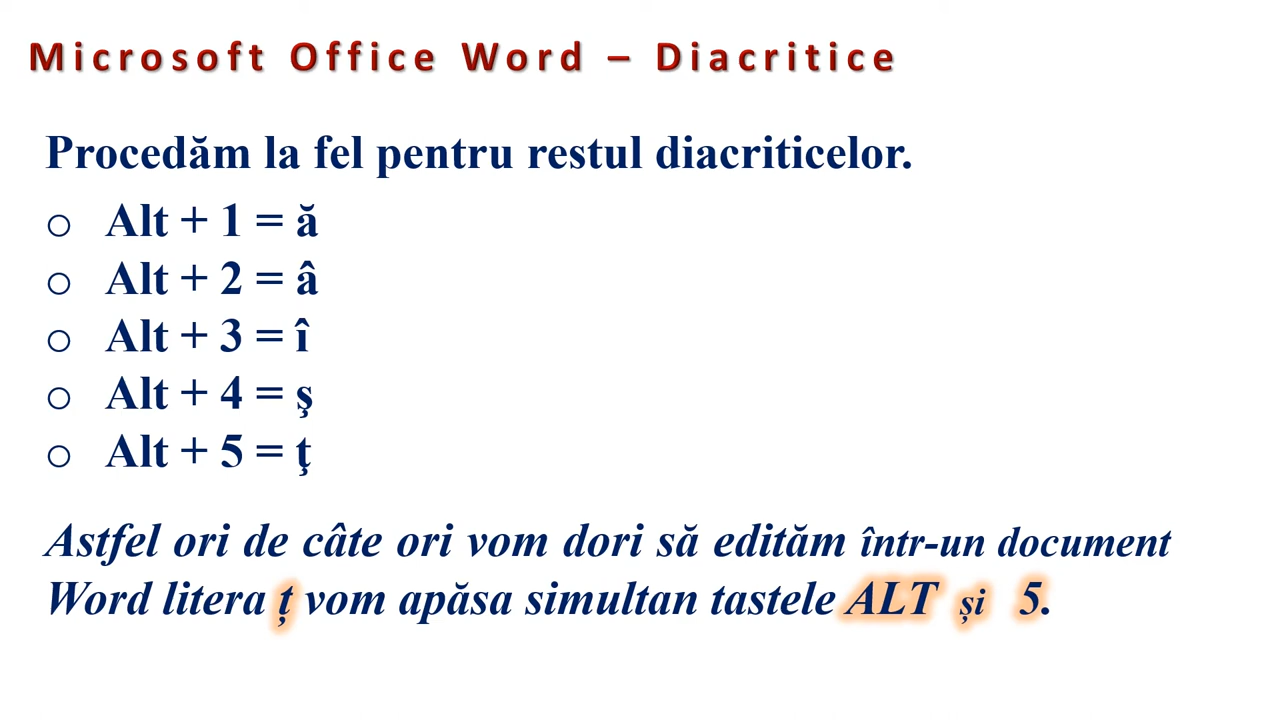 Microsoft Office Word – Diacritice
Procedăm la fel pentru restul diacriticelor.
o Alt + 1 = ă
o Alt + 2 = â
o Alt + 3 = î
o Alt + 4 = ş
o Alt + 5 = ţ
Astfel ori de câte ori vom dori să edităm într-un document
Word litera ț vom apăsa simultan tastele ALT și 5.